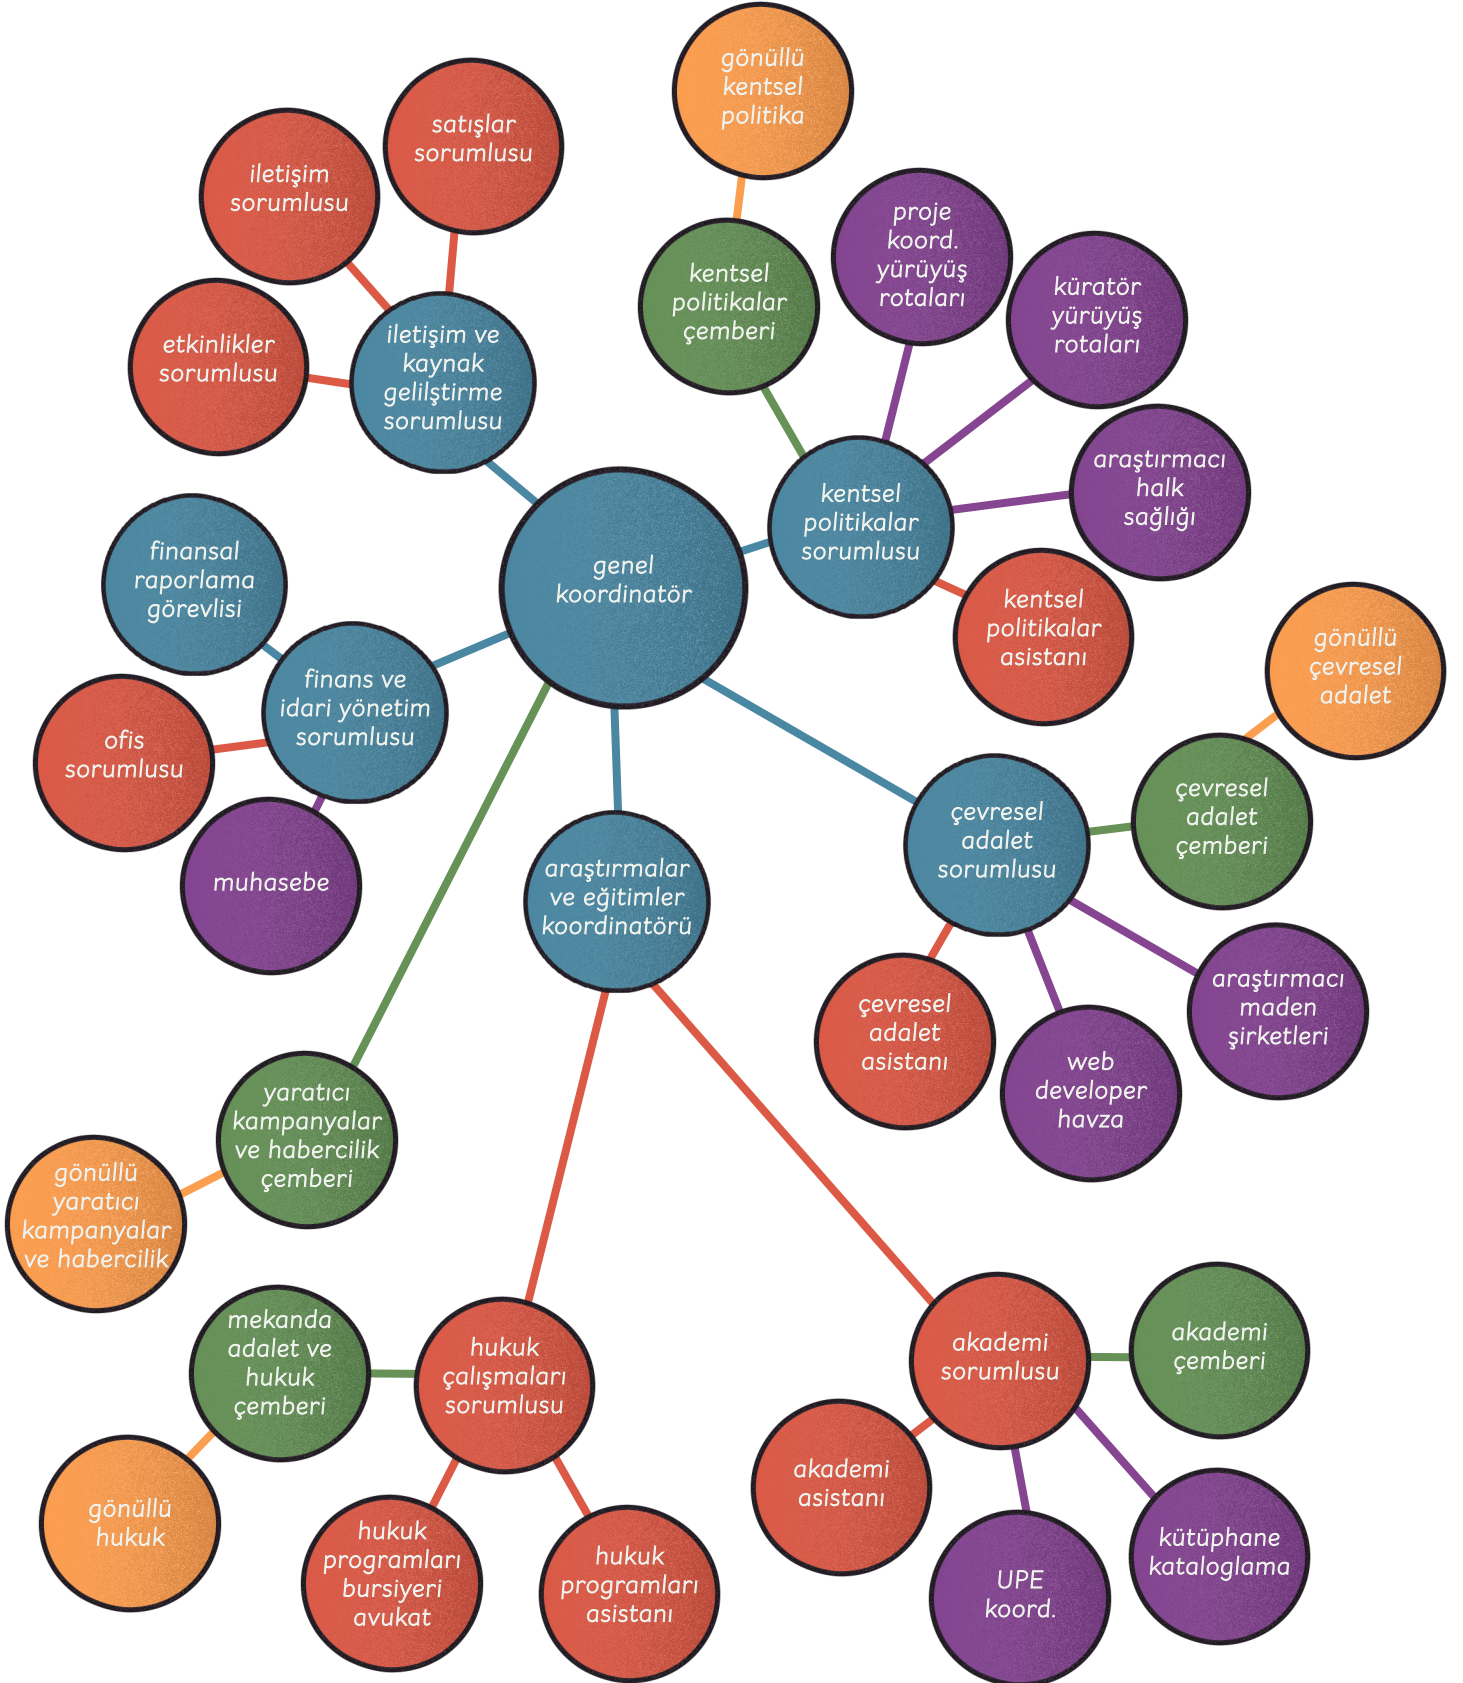 gönüllü
kentsel
politika
satışlar
sorumlusu
iletişim
sorumlusu
proje
koord.
yürüyüş
rotaları
kentsel
politikalar
çemberi
küratör
yürüyüş
rotaları
etkinlikler
sorumlusu
iletişim ve
kaynak
gelilştirme
sorumlusu
araştırmacı
halk
sağlığı
kentsel
politikalar
sorumlusu
finansal
raporlama
görevlisi
genel
koordinatör
kentsel
politikalar
asistanı
gönüllü
çevresel
adalet
finans ve
idari yönetim
sorumlusu
ofis
sorumlusu
çevresel
adalet
çemberi
çevresel
adalet
sorumlusu
muhasebe
araştırmalar
ve eğitimler
koordinatörü
araştırmacı
maden
şirketleri
çevresel
adalet
asistanı
web
developer
havza
yaratıcı
kampanyalar
ve habercilik
çemberi
gönüllü
yaratıcı
kampanyalar
ve habercilik
mekanda
adalet ve
hukuk
çemberi
hukuk
çalışmaları
sorumlusu
akademi
sorumlusu
akademi
çemberi
akademi
asistanı
gönüllü
hukuk
hukuk
programları
bursiyeri
avukat
hukuk
programları
asistanı
UPE
koord.
kütüphane
kataloglama